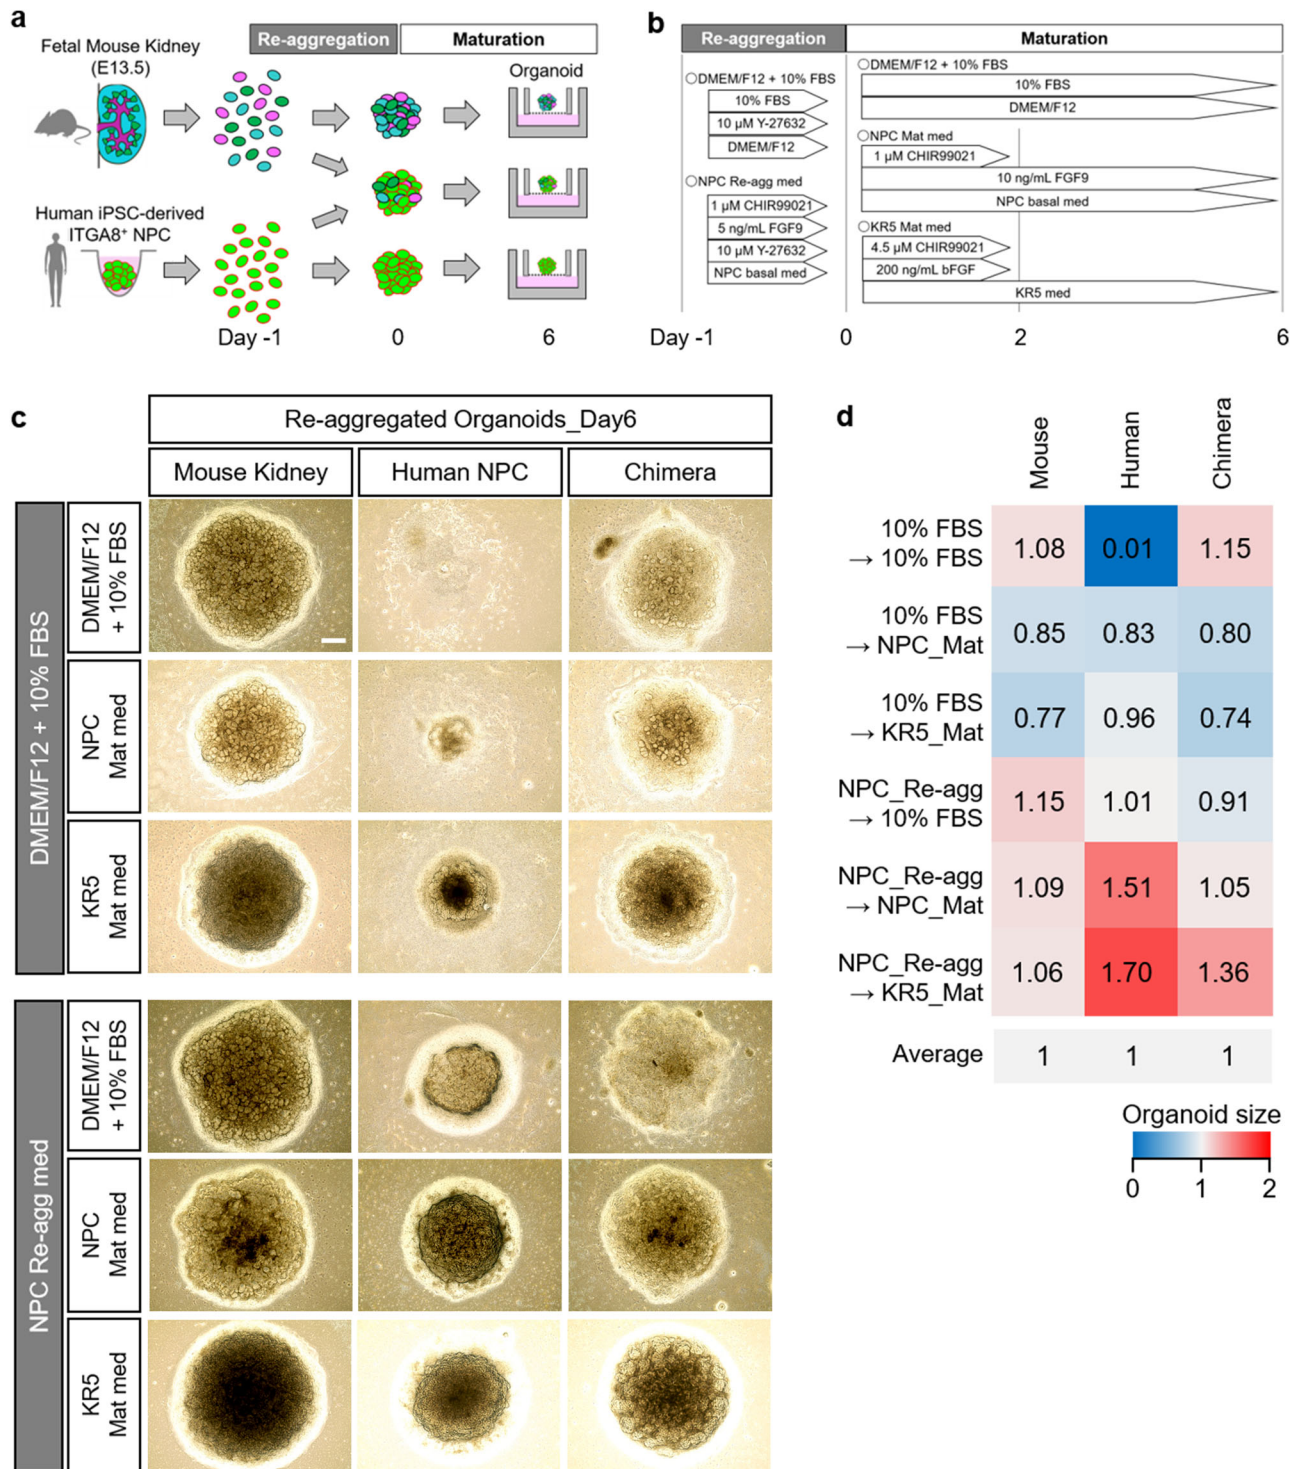 a
Re-aggregation
Maturation
Fetal Mouse Kidney
(E13.5)
Organoid
Human iPSC-derived
ITGA8⁺ NPC
Day -1
0
6
b
Re-aggregation
Maturation
DMEM/F12 + 10% FBS
10% FBS
10 µM Y-27632
DMEM/F12
NPC Re-agg med
1 µM CHIR99021
5 ng/mL FGF9
10 µM Y-27632
NPC basal med
DMEM/F12 + 10% FBS
10% FBS
DMEM/F12
NPC Mat med
1 µM CHIR99021
10 ng/mL FGF9
NPC basal med
KR5 Mat med
4.5 µM CHIR99021
200 ng/mL bFGF
KR5 med
Day -1
0
2
6
c
Re-aggregated Organoids_Day6
Mouse Kidney
Human NPC
Chimera
DMEM/F12 + 10% FBS
DMEM/F12
+ 10% FBS
NPC
Mat med
KR5
Mat med
NPC Re-agg med
DMEM/F12
+ 10% FBS
NPC
Mat med
KR5
Mat med
d
Mouse
Human
Chimera
10% FBS
→ 10% FBS
1.08
0.01
1.15
10% FBS
→ NPC_Mat
0.85
0.83
0.80
10% FBS
→ KR5_Mat
0.77
0.96
0.74
NPC_Re-agg
→ 10% FBS
1.15
1.01
0.91
NPC_Re-agg
→ NPC_Mat
1.09
1.51
1.05
NPC_Re-agg
→ KR5_Mat
1.06
1.70
1.36
Average
1
1
1
Organoid size
0
1
2